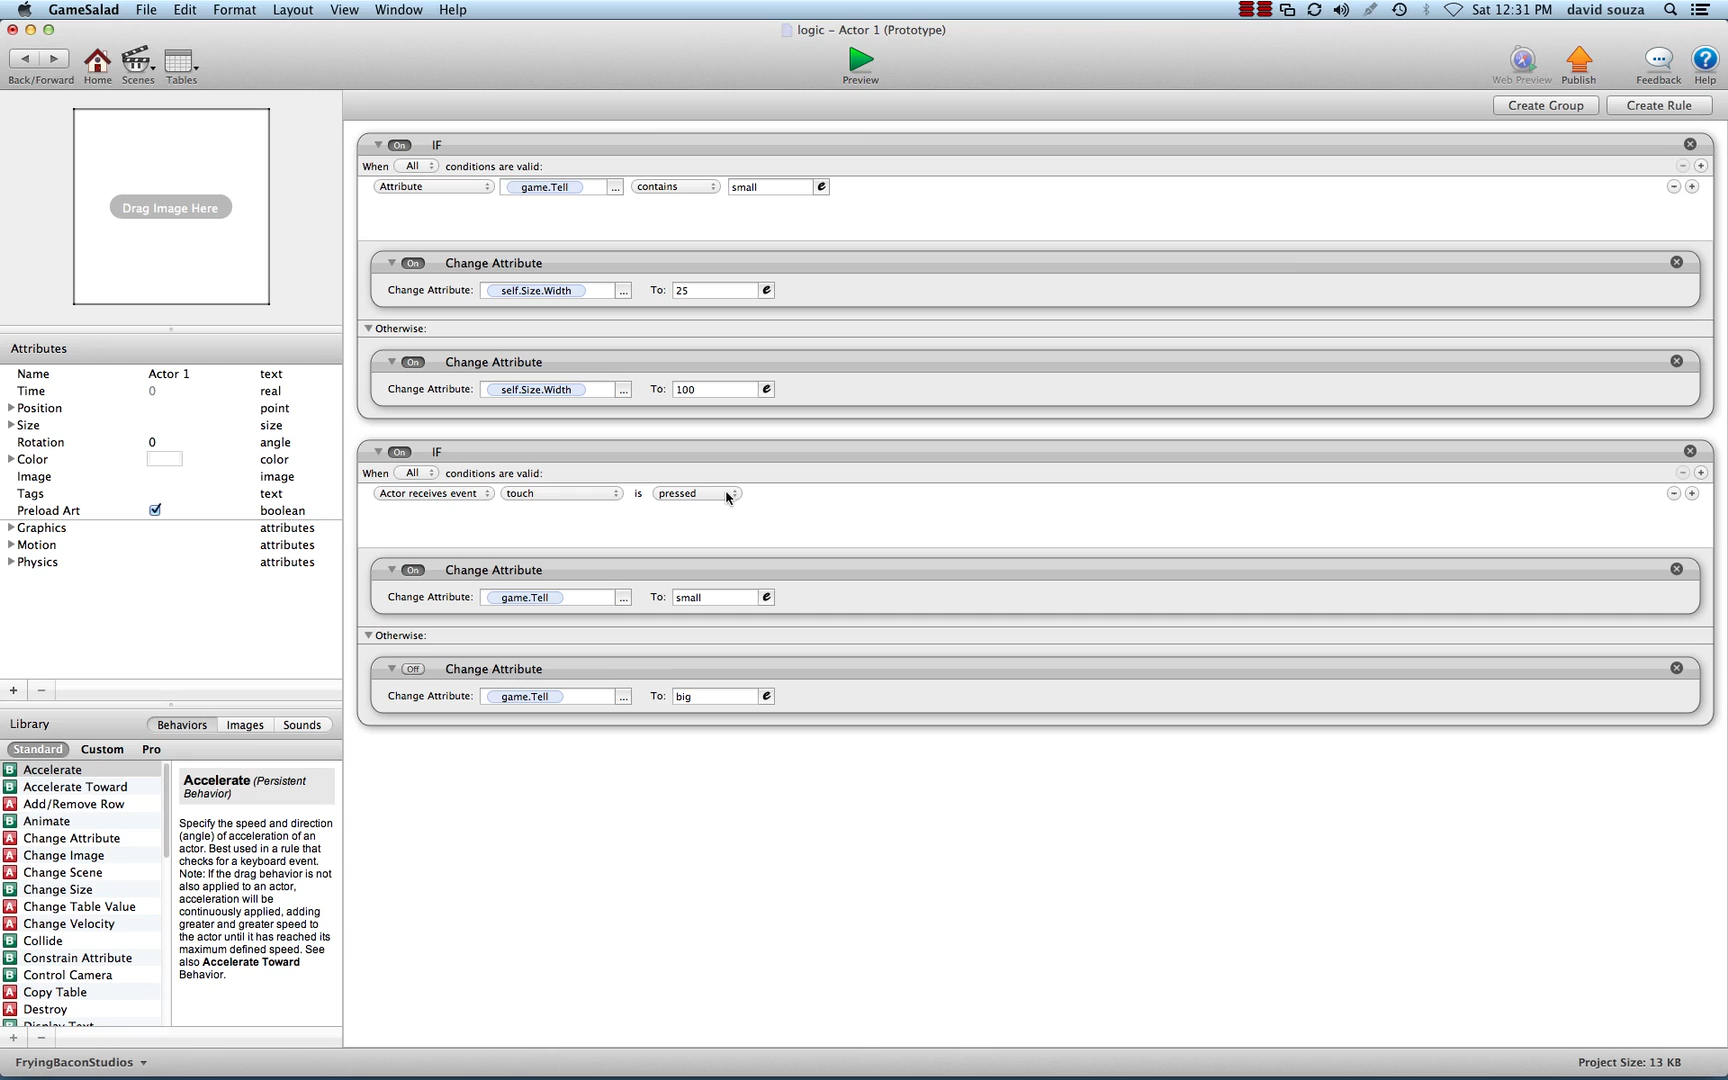 GameSalad File Edit Format Layout View Window Help Sat 12:31 PM david souza
logic – Actor 1 (Prototype)
Back/Forward Home Scenes Tables Preview Web Preview Publish Feedback Help
Create Group Create Rule
Drag Image Here
On IF
When All conditions are valid:
Attribute game.Tell ... contains small e
On Change Attribute
Change Attribute: self.Size.Width ... To: 25 e
Otherwise:
On Change Attribute
Change Attribute: self.Size.Width ... To: 100 e
On IF
When All conditions are valid:
Actor receives event touch is pressed
On Change Attribute
Change Attribute: game.Tell ... To: small e
Otherwise:
Off Change Attribute
Change Attribute: game.Tell ... To: big e
Attributes
Name Actor 1 text
Time 0 real
Position point
Size size
Rotation 0 angle
Color color
Image image
Tags text
Preload Art boolean
Graphics attributes
Motion attributes
Physics attributes
+ −
Library Behaviors Images Sounds
Standard Custom Pro
B Accelerate
B Accelerate Toward
A Add/Remove Row
B Animate
A Change Attribute
A Change Image
A Change Scene
B Change Size
A Change Table Value
A Change Velocity
B Collide
B Constrain Attribute
B Control Camera
A Copy Table
A Destroy
B Display Text
Accelerate (Persistent
Behavior)
Specify the speed and direction
(angle) of acceleration of an
actor. Best used in a rule that
checks for a keyboard event.
Note: If the drag behavior is not
also applied to an actor,
acceleration will be
continuously applied, adding
greater and greater speed to
the actor until it has reached its
maximum defined speed. See
also Accelerate Toward
Behavior.
+ −
FryingBaconStudios Project Size: 13 KB